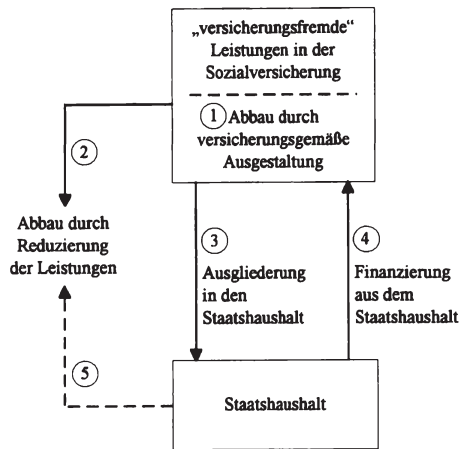 „versicherungsfremde“
Leistungen in der
Sozialversicherung
1 Abbau durch
versicherungsgemäße
Ausgestaltung
2
Abbau durch
Reduzierung
der Leistungen
3
Ausgliederung
in den
Staatshaushalt
4
Finanzierung
aus dem
Staatshaushalt
5
Staatshaushalt